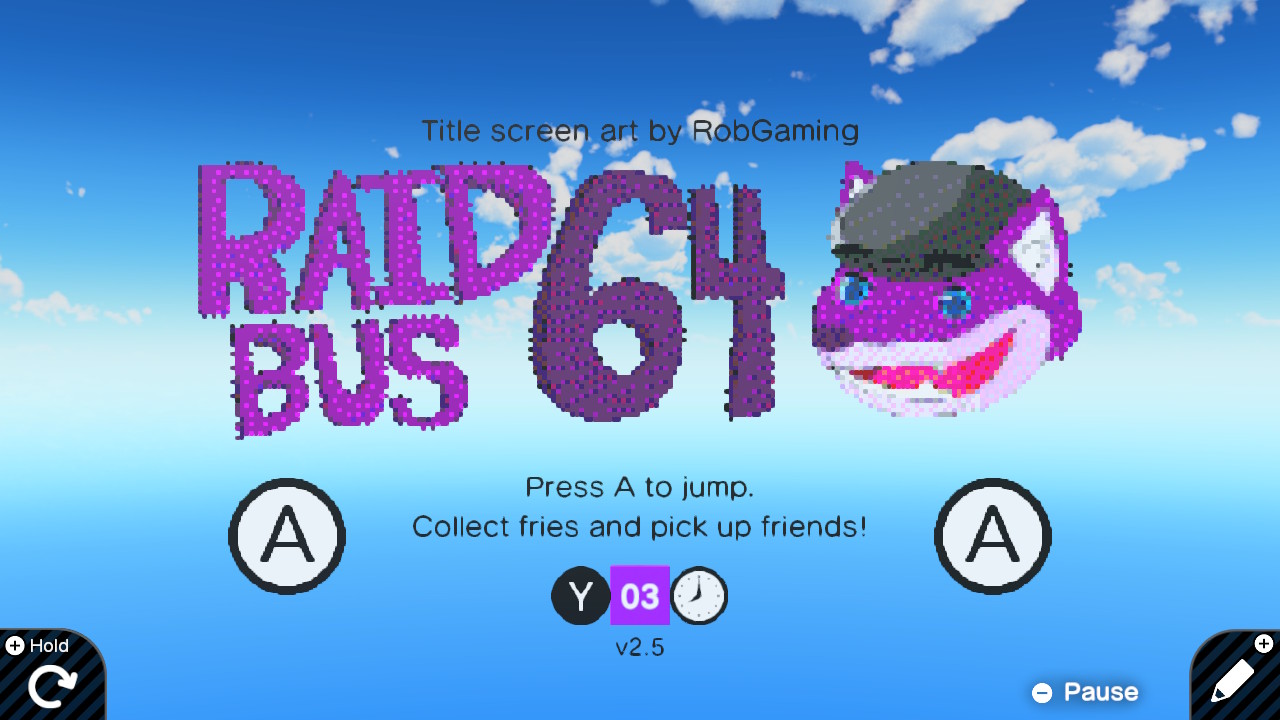 Title screen art by RobGaming
RAID
BUS
64
A
Press A to jump.
Collect fries and pick up friends!
A
Y 03
v2.5
Hold
Pause